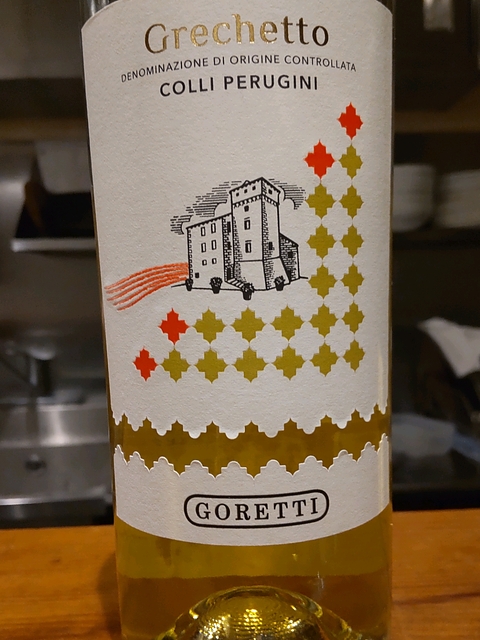 Grechetto
DENOMINAZIONE DI ORIGINE CONTROLLATA
COLLI PERUGINI
GORETTI